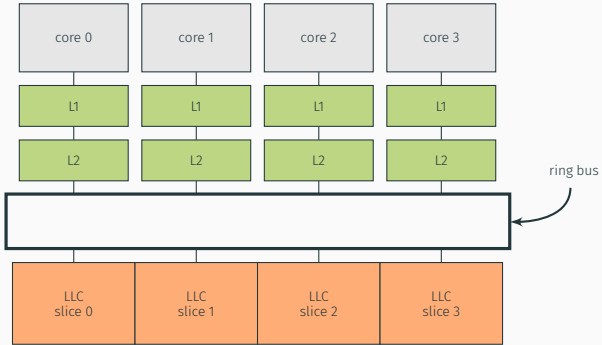 core 0
core 1
core 2
core 3
L1
L1
L1
L1
L2
L2
L2
L2
ring bus
LLC
slice 0
LLC
slice 1
LLC
slice 2
LLC
slice 3